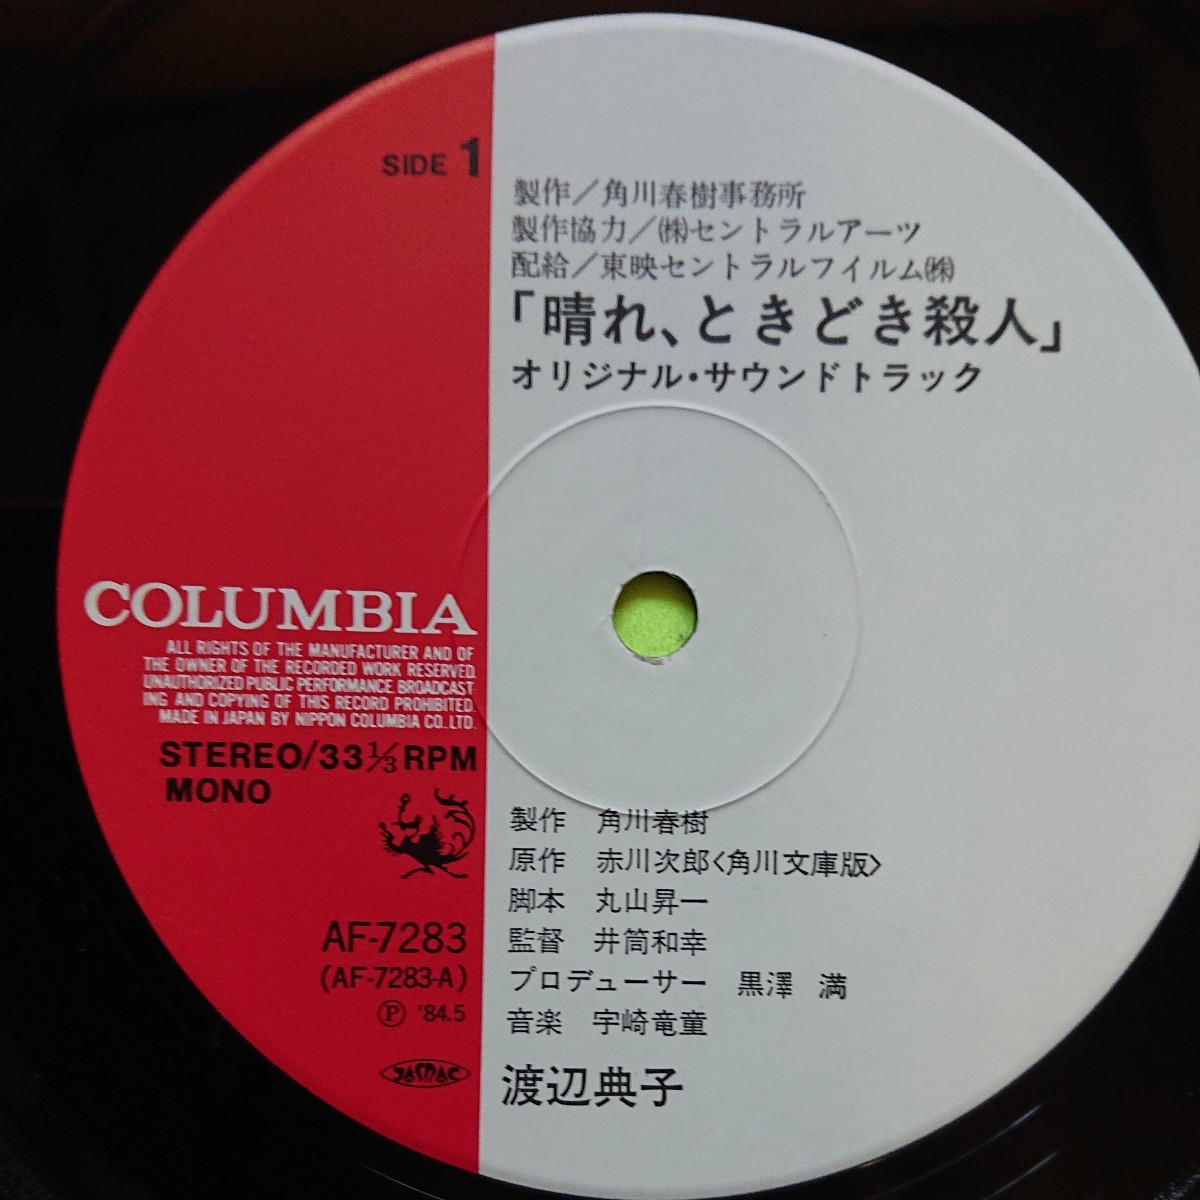 SIDE 1
製作／角川春樹事務所
製作協力／㈱セントラルアーツ
配給／東映セントラルフイルム㈱
「晴れ、ときどき殺人」
オリジナル・サウンドトラック
COLUMBIA
ALL RIGHTS OF THE MANUFACTURER AND OF
THE OWNER OF THE RECORDED WORK RESERVED.
UNAUTHORIZED PUBLIC PERFORMANCE. BROADCAST
ING AND COPYING OF THIS RECORD PROHIBITED.
MADE IN JAPAN BY NIPPON COLUMBIA CO.,LTD.
STEREO/33⅓RPM
MONO
AF-7283
(AF-7283-A)
Ⓟ '84.5
JASRAC
製作 角川春樹
原作 赤川次郎〈角川文庫版〉
脚本 丸山昇一
監督 井筒和幸
プロデューサー 黒澤 満
音楽 宇崎竜童
渡辺典子